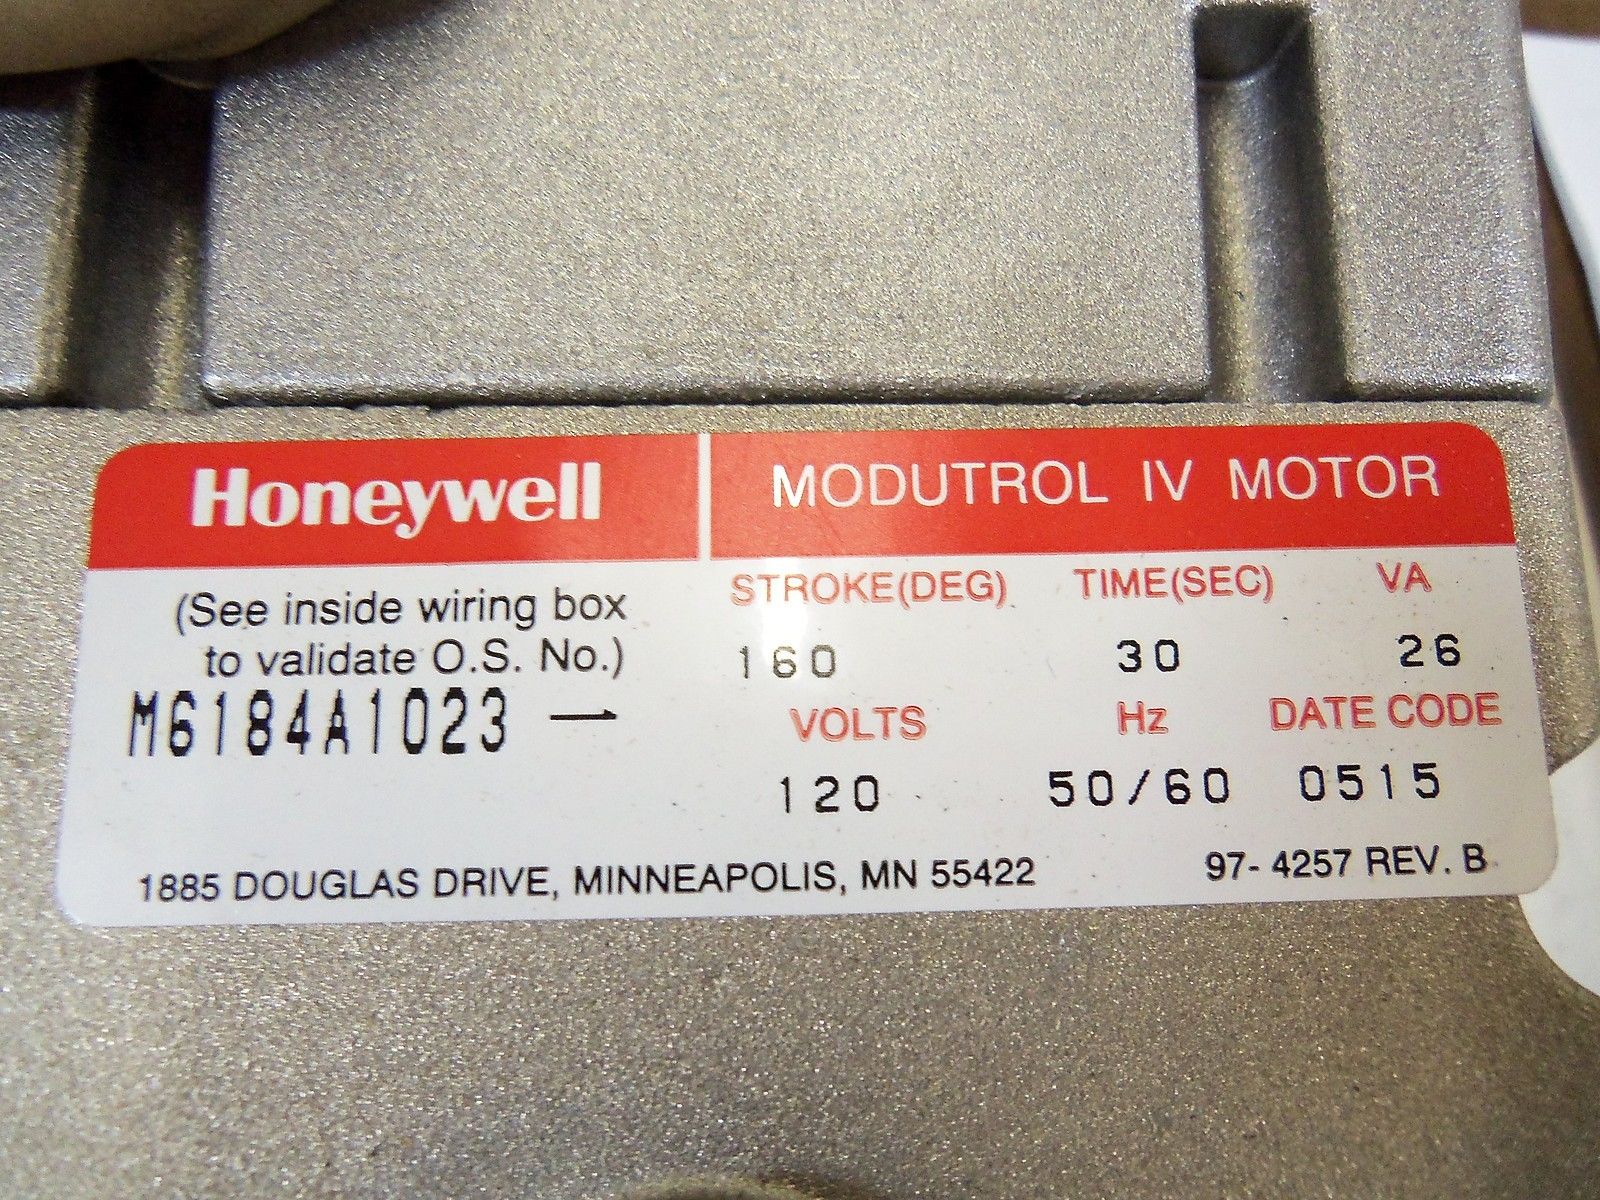 Honeywell
MODUTROL IV MOTOR
(See inside wiring box
to validate O.S. No.)
M6184A1023 —
STROKE(DEG) TIME(SEC) VA
160 30 26
VOLTS Hz DATE CODE
120 50/60 0515
1885 DOUGLAS DRIVE, MINNEAPOLIS, MN 55422
97-4257 REV. B